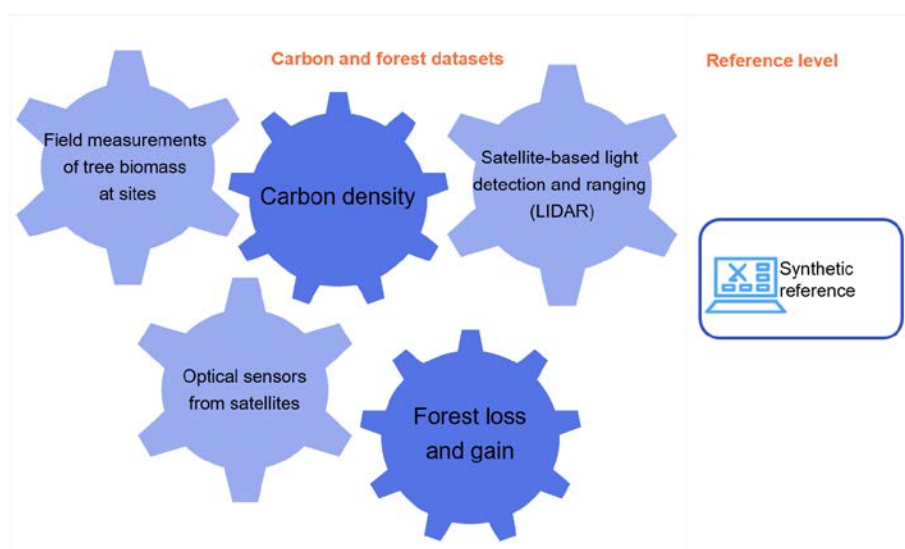 Carbon and forest datasets
Reference level
Field measurements
of tree biomass
at sites
Carbon density
Satellite-based light
detection and ranging
(LIDAR)
Synthetic
reference
Optical sensors
from satellites
Forest loss
and gain